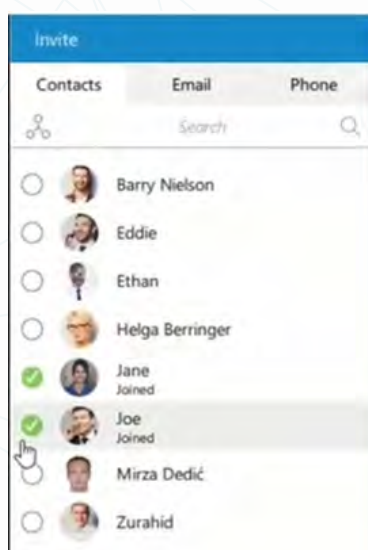 Invite
Contacts Email Phone
Search
Barry Nielson
Eddie
Ethan
Helga Berringer
Jane
Joined
Joe
Joined
Mirza Dedić
Zurahid